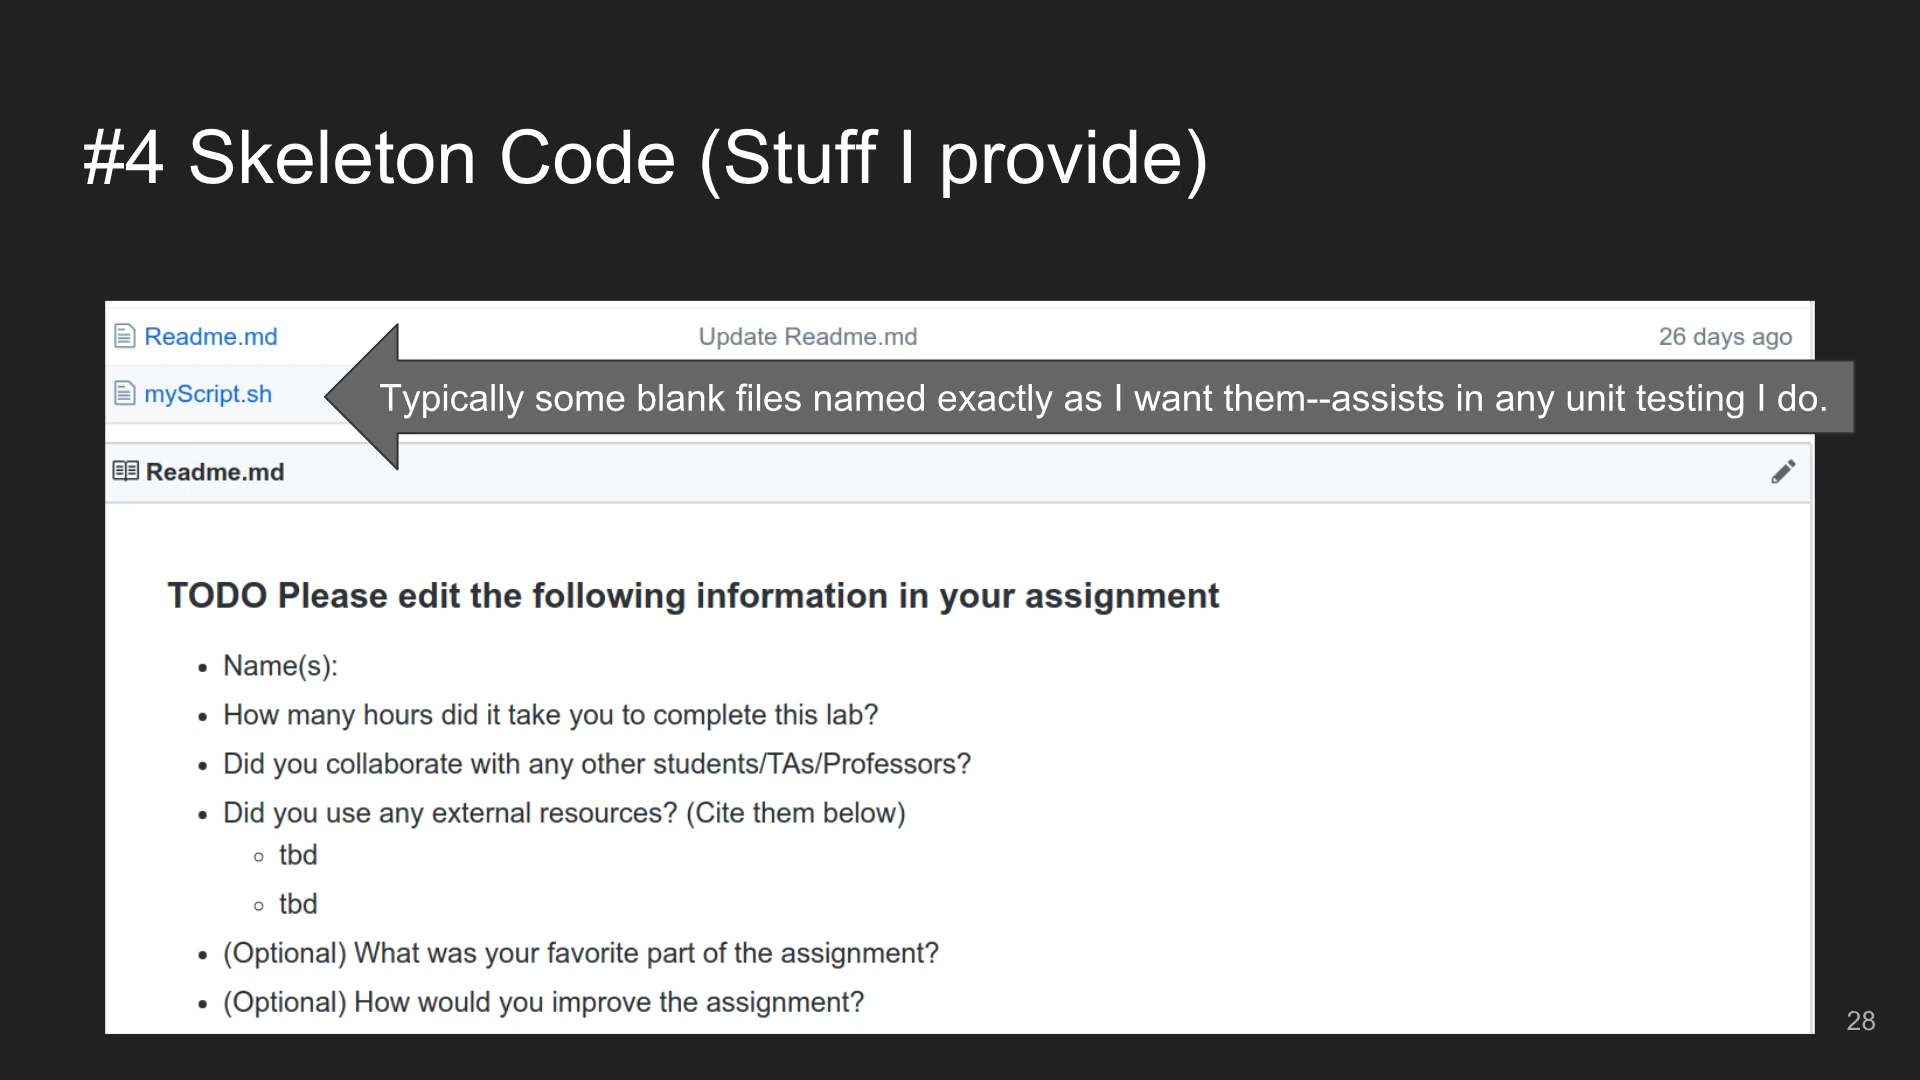 #4 Skeleton Code (Stuff I provide)
Readme.md Update Readme.md 26 days ago
myScript.sh Typically some blank files named exactly as I want them--assists in any unit testing I do.
Readme.md
TODO Please edit the following information in your assignment
• Name(s):
• How many hours did it take you to complete this lab?
• Did you collaborate with any other students/TAs/Professors?
• Did you use any external resources? (Cite them below)
◦ tbd
◦ tbd
• (Optional) What was your favorite part of the assignment?
• (Optional) How would you improve the assignment?
28